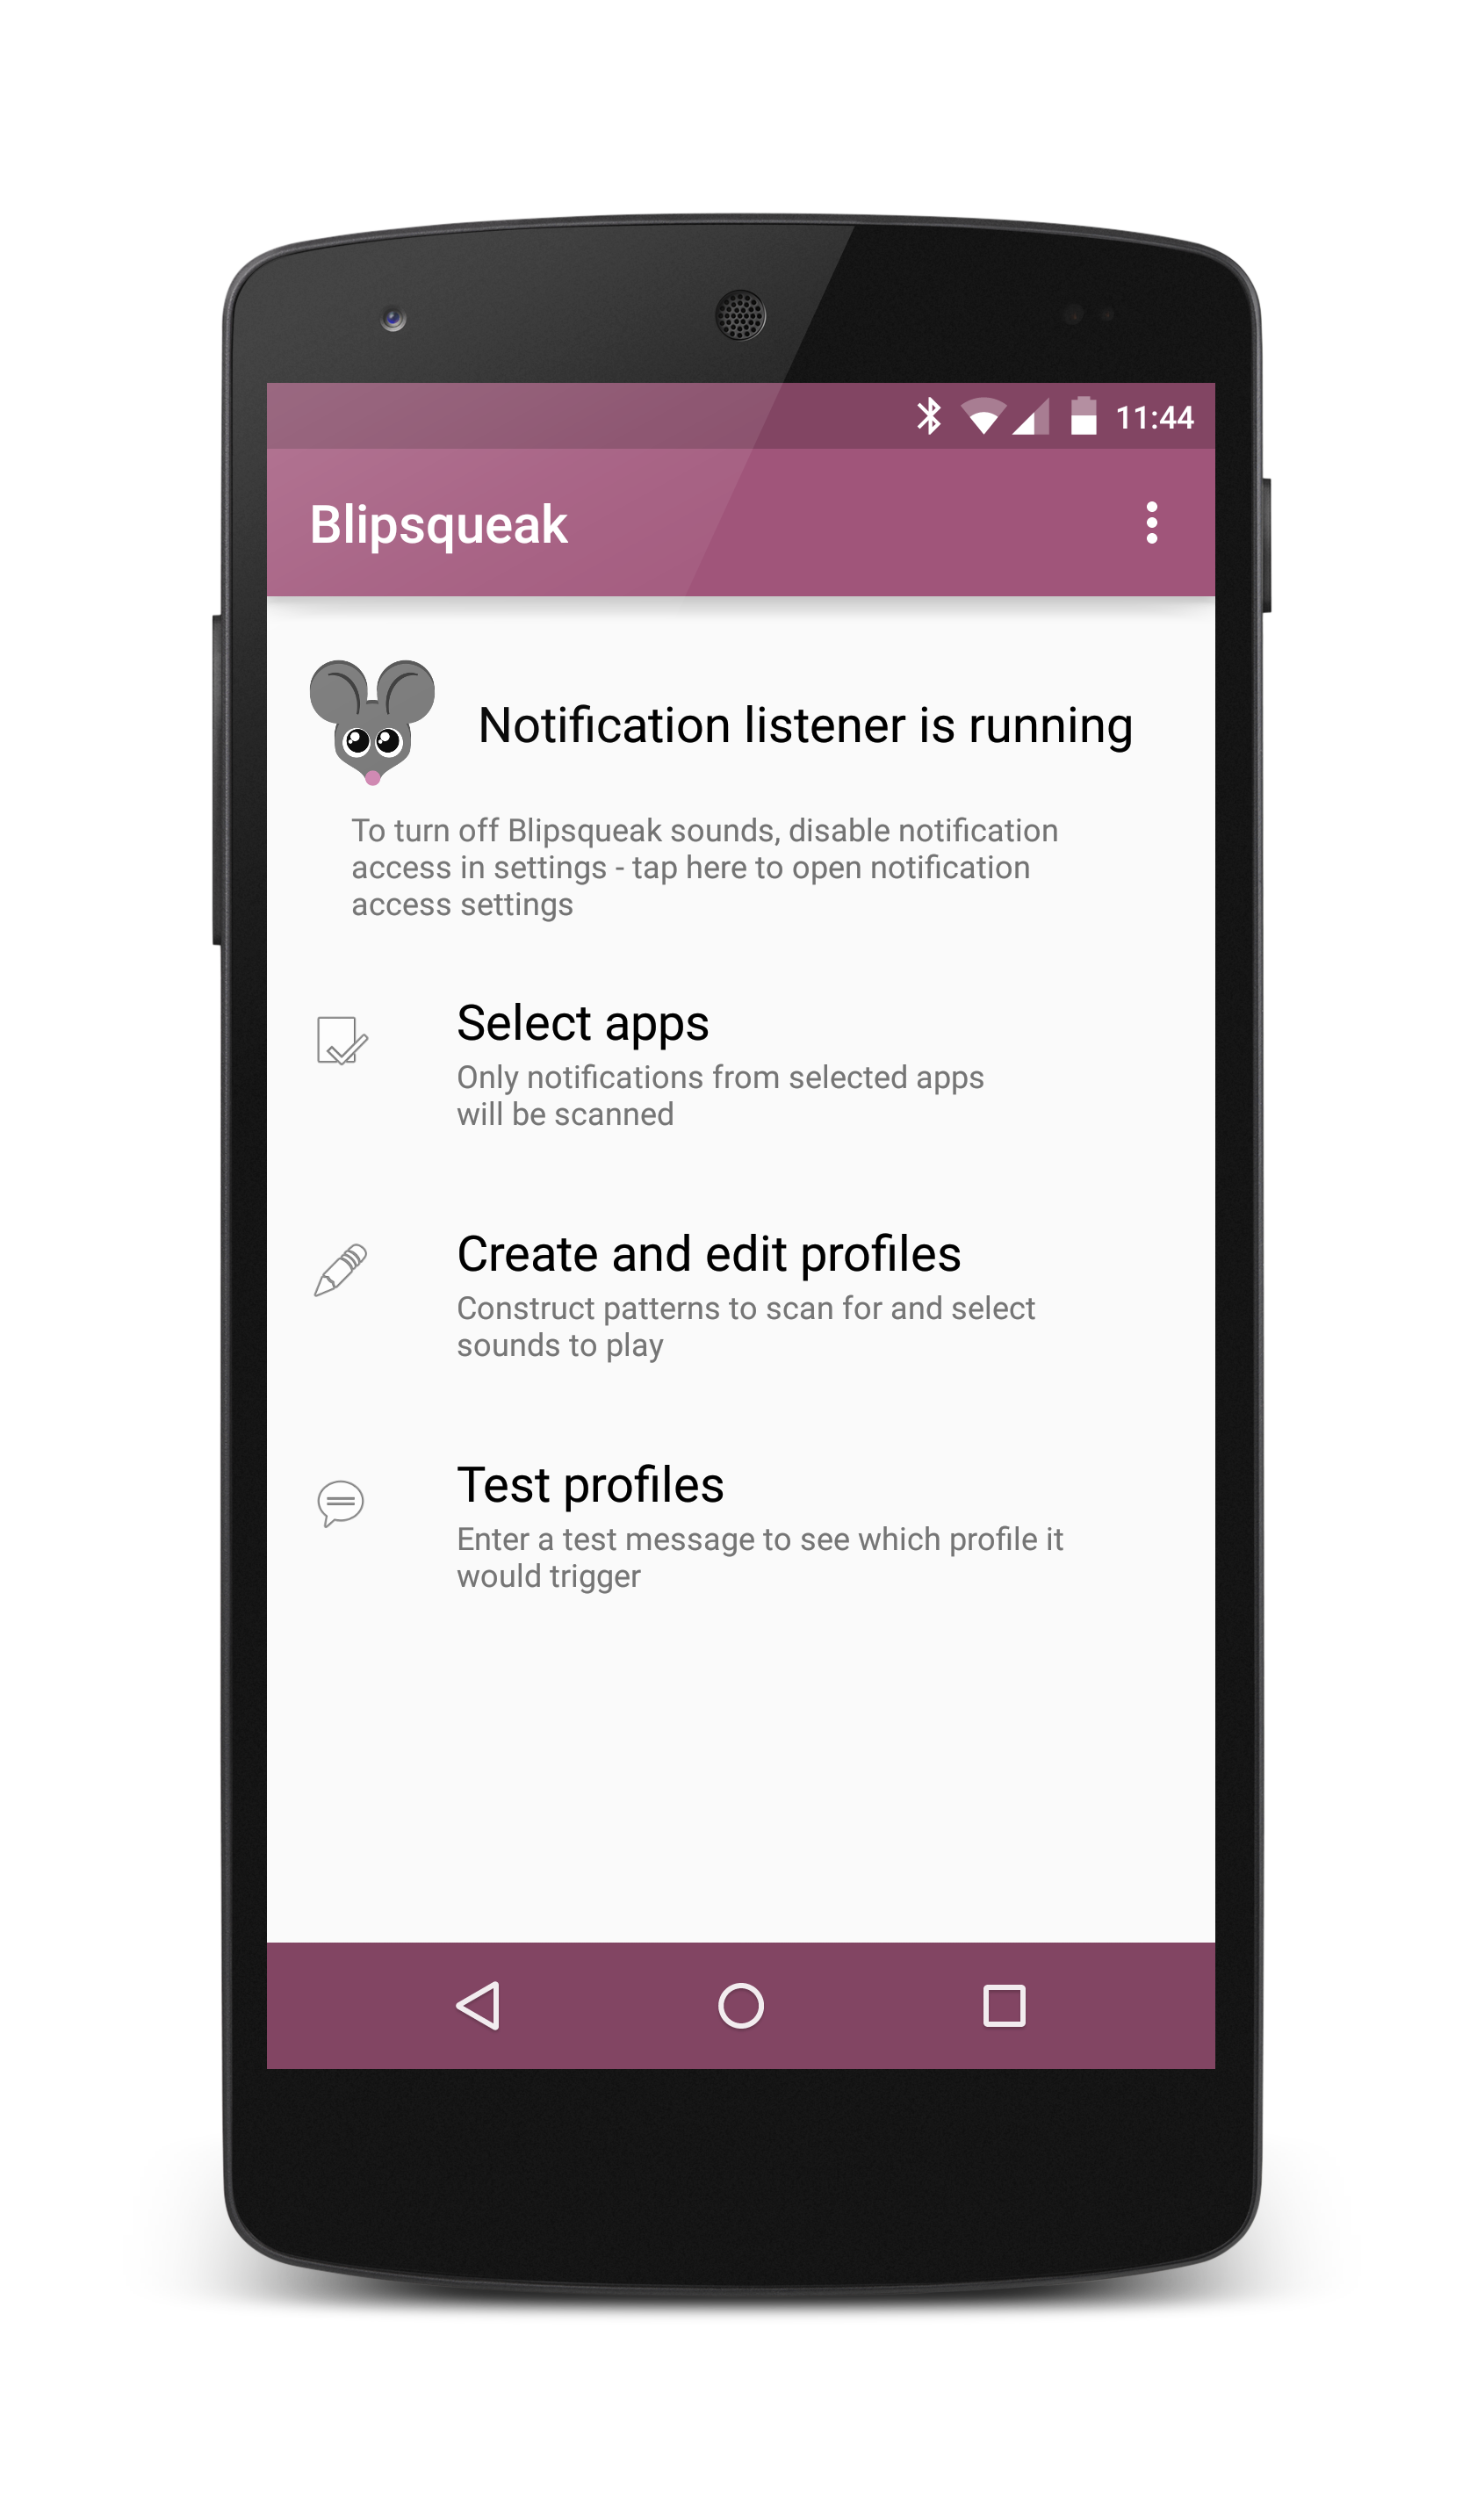 11:44
Blipsqueak
Notification listener is running
To turn off Blipsqueak sounds, disable notification
access in settings - tap here to open notification
access settings
Select apps
Only notifications from selected apps
will be scanned
Create and edit profiles
Construct patterns to scan for and select
sounds to play
Test profiles
Enter a test message to see which profile it
would trigger